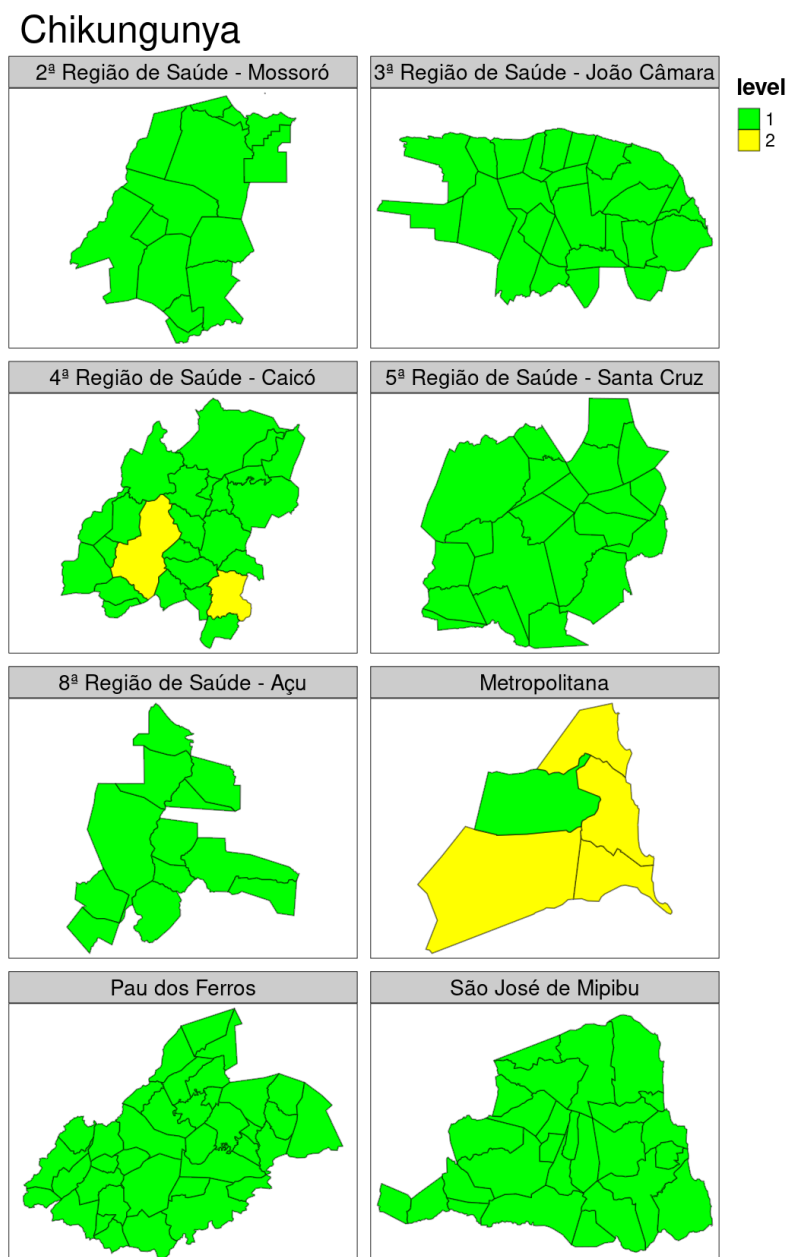 Chikungunya
2ª Região de Saúde - Mossoró
3ª Região de Saúde - João Câmara
level
1
2
4ª Região de Saúde - Caicó
5ª Região de Saúde - Santa Cruz
8ª Região de Saúde - Açu
Metropolitana
Pau dos Ferros
São José de Mipibu